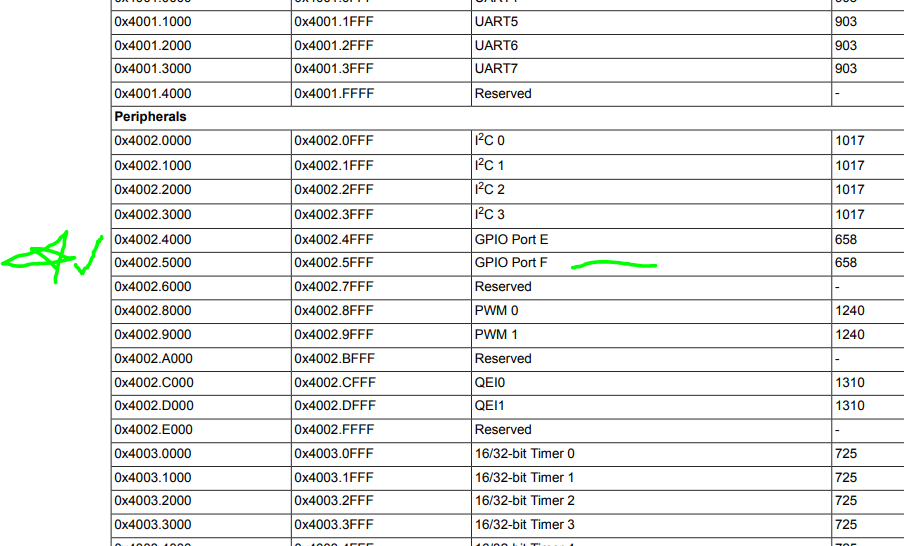 0x4001.1000 0x4001.1FFF UART5 903
0x4001.2000 0x4001.2FFF UART6 903
0x4001.3000 0x4001.3FFF UART7 903
0x4001.4000 0x4001.FFFF Reserved -
Peripherals
0x4002.0000 0x4002.0FFF I²C 0 1017
0x4002.1000 0x4002.1FFF I²C 1 1017
0x4002.2000 0x4002.2FFF I²C 2 1017
0x4002.3000 0x4002.3FFF I²C 3 1017
0x4002.4000 0x4002.4FFF GPIO Port E 658
0x4002.5000 0x4002.5FFF GPIO Port F 658
0x4002.6000 0x4002.7FFF Reserved -
0x4002.8000 0x4002.8FFF PWM 0 1240
0x4002.9000 0x4002.9FFF PWM 1 1240
0x4002.A000 0x4002.BFFF Reserved -
0x4002.C000 0x4002.CFFF QEI0 1310
0x4002.D000 0x4002.DFFF QEI1 1310
0x4002.E000 0x4002.FFFF Reserved -
0x4003.0000 0x4003.0FFF 16/32-bit Timer 0 725
0x4003.1000 0x4003.1FFF 16/32-bit Timer 1 725
0x4003.2000 0x4003.2FFF 16/32-bit Timer 2 725
0x4003.3000 0x4003.3FFF 16/32-bit Timer 3 725